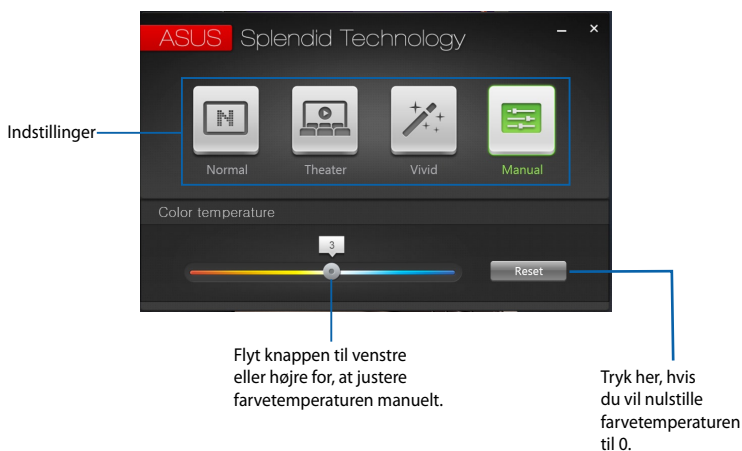 ASUS Splendid Technology
Indstillinger
Normal Theater Vivid Manual
Color temperature
3
Reset
Flyt knappen til venstre
eller højre for, at justere
farvetemperaturen manuelt.
Tryk her, hvis
du vil nulstille
farvetemperaturen
til 0.